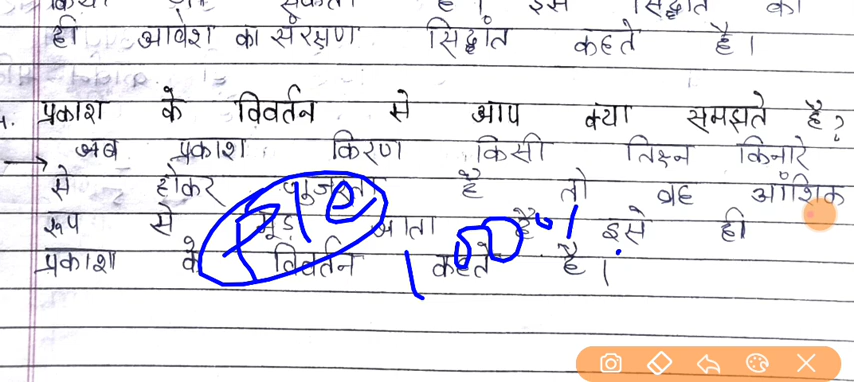 ही आवेश का संरक्षण सिद्धांत कहते है।
प्रकाश के विवर्तन से आप क्या समझते है?
→ जब प्रकाश किरण किसी तिक्ष्न किनारे
से होकर गुजरता है तो वह आंशिक
रूप से मूड़ जाता है इसे ही
प्रकाश के विवर्तन कहते है।
100%